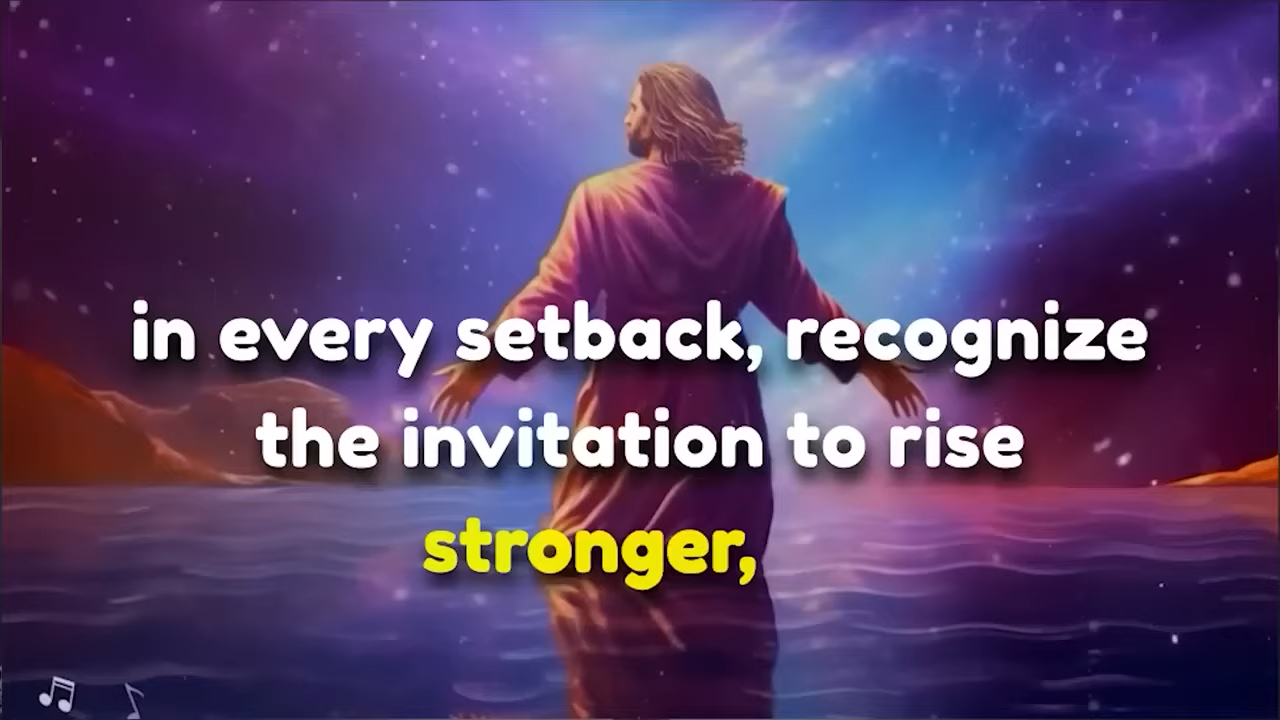 in every setback, recognize
the invitation to rise
stronger,